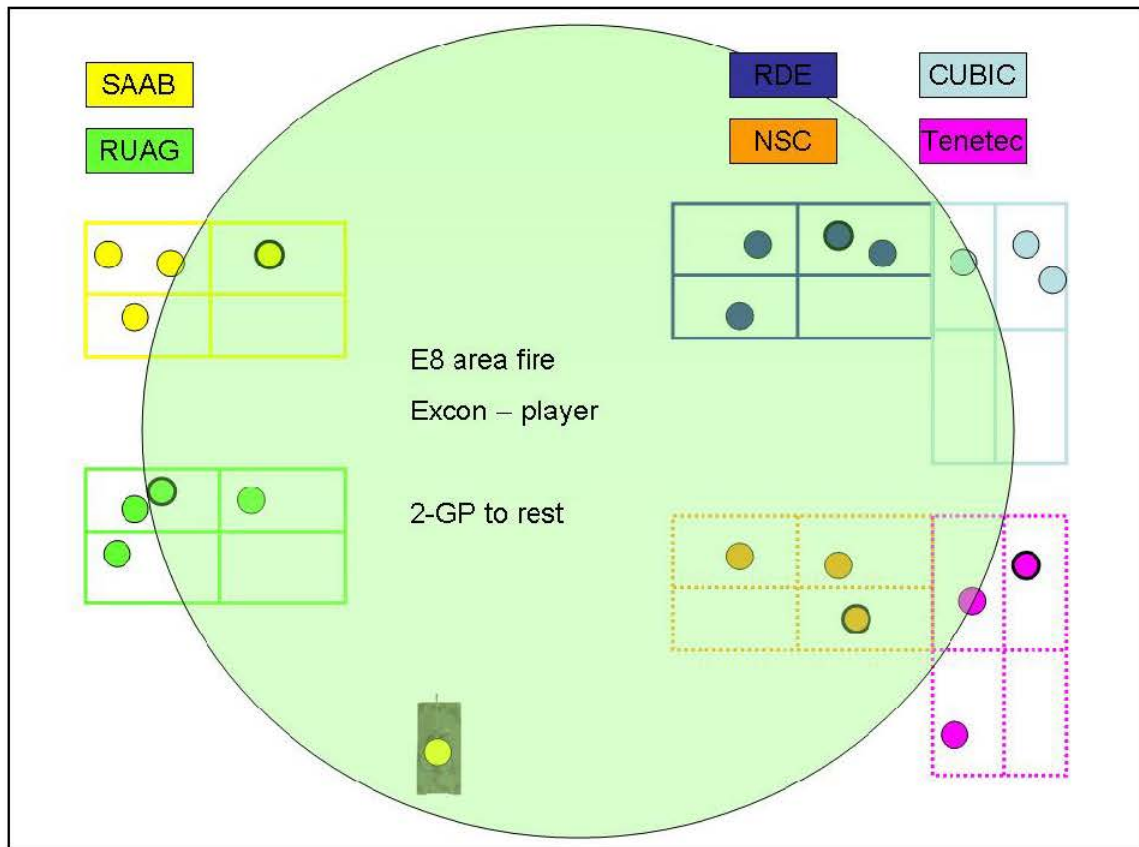 SAAB
RUAG
RDE
CUBIC
NSC
Tenetec
E8 area fire
Excon – player
2-GP to rest